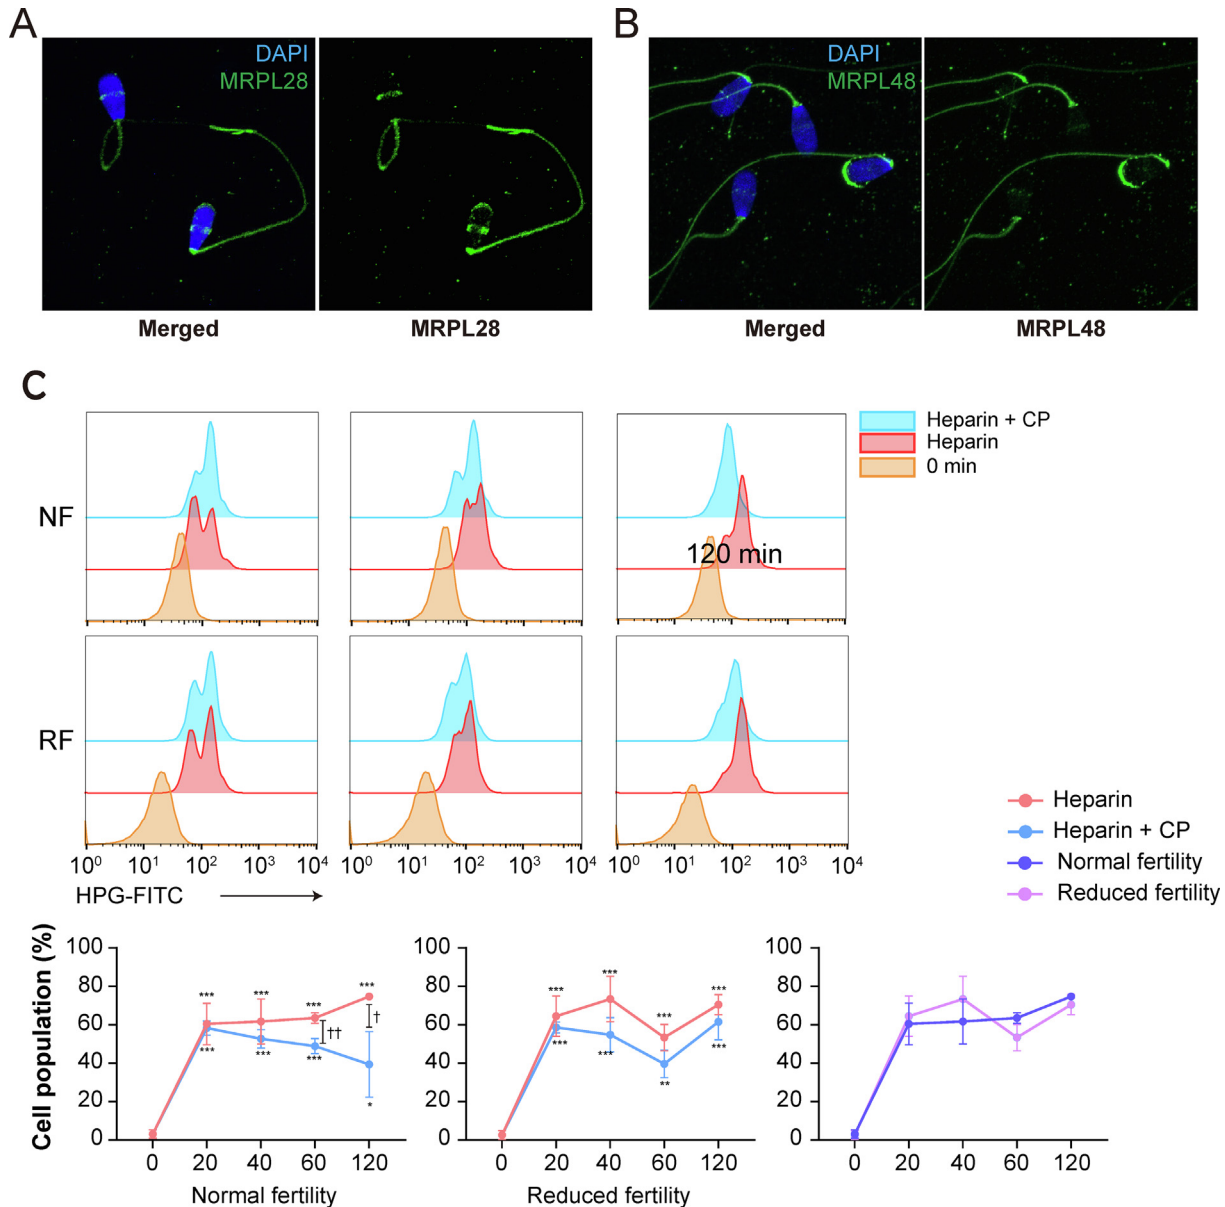 A
DAPI
MRPL28
Merged
MRPL28
B
DAPI
MRPL48
Merged
MRPL48
C
Heparin + CP
Heparin
0 min
NF
120 min
RF
10⁰ 10¹ 10² 10³ 10⁴
10⁰ 10¹ 10² 10³ 10⁴
10⁰ 10¹ 10² 10³ 10⁴
HPG-FITC
Heparin
Heparin + CP
Normal fertility
Reduced fertility
Cell population (%)
100
80
60
40
20
0
*** *** *** ***
*** *** *** *
†† †
0 20 40 60 120
Normal fertility
100
80
60
40
20
0
*** *** *** ***
*** *** ** ***
0 20 40 60 120
Reduced fertility
100
80
60
40
20
0
0 20 40 60 120